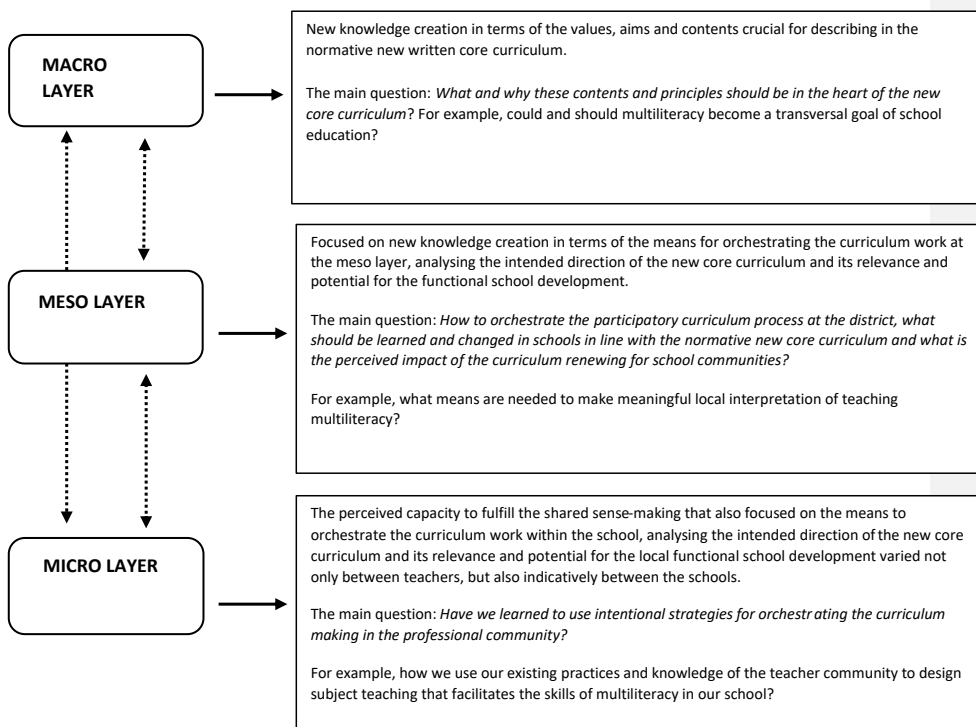 MACRO
LAYER
New knowledge creation in terms of the values, aims and contents crucial for describing in the
normative new written core curriculum.
The main question: What and why these contents and principles should be in the heart of the new
core curriculum? For example, could and should multiliteracy become a transversal goal of school
education?
MESO LAYER
Focused on new knowledge creation in terms of the means for orchestrating the curriculum work at
the meso layer, analysing the intended direction of the new core curriculum and its relevance and
potential for the functional school development.
The main question: How to orchestrate the participatory curriculum process at the district, what
should be learned and changed in schools in line with the normative new core curriculum and what is
the perceived impact of the curriculum renewing for school communities?
For example, what means are needed to make meaningful local interpretation of teaching
multiliteracy?
MICRO LAYER
The perceived capacity to fulfill the shared sense-making that also focused on the means to
orchestrate the curriculum work within the school, analysing the intended direction of the new core
curriculum and its relevance and potential for the local functional school development varied not
only between teachers, but also indicatively between the schools.
The main question: Have we learned to use intentional strategies for orchestrating the curriculum
making in the professional community?
For example, how we use our existing practices and knowledge of the teacher community to design
subject teaching that facilitates the skills of multiliteracy in our school?